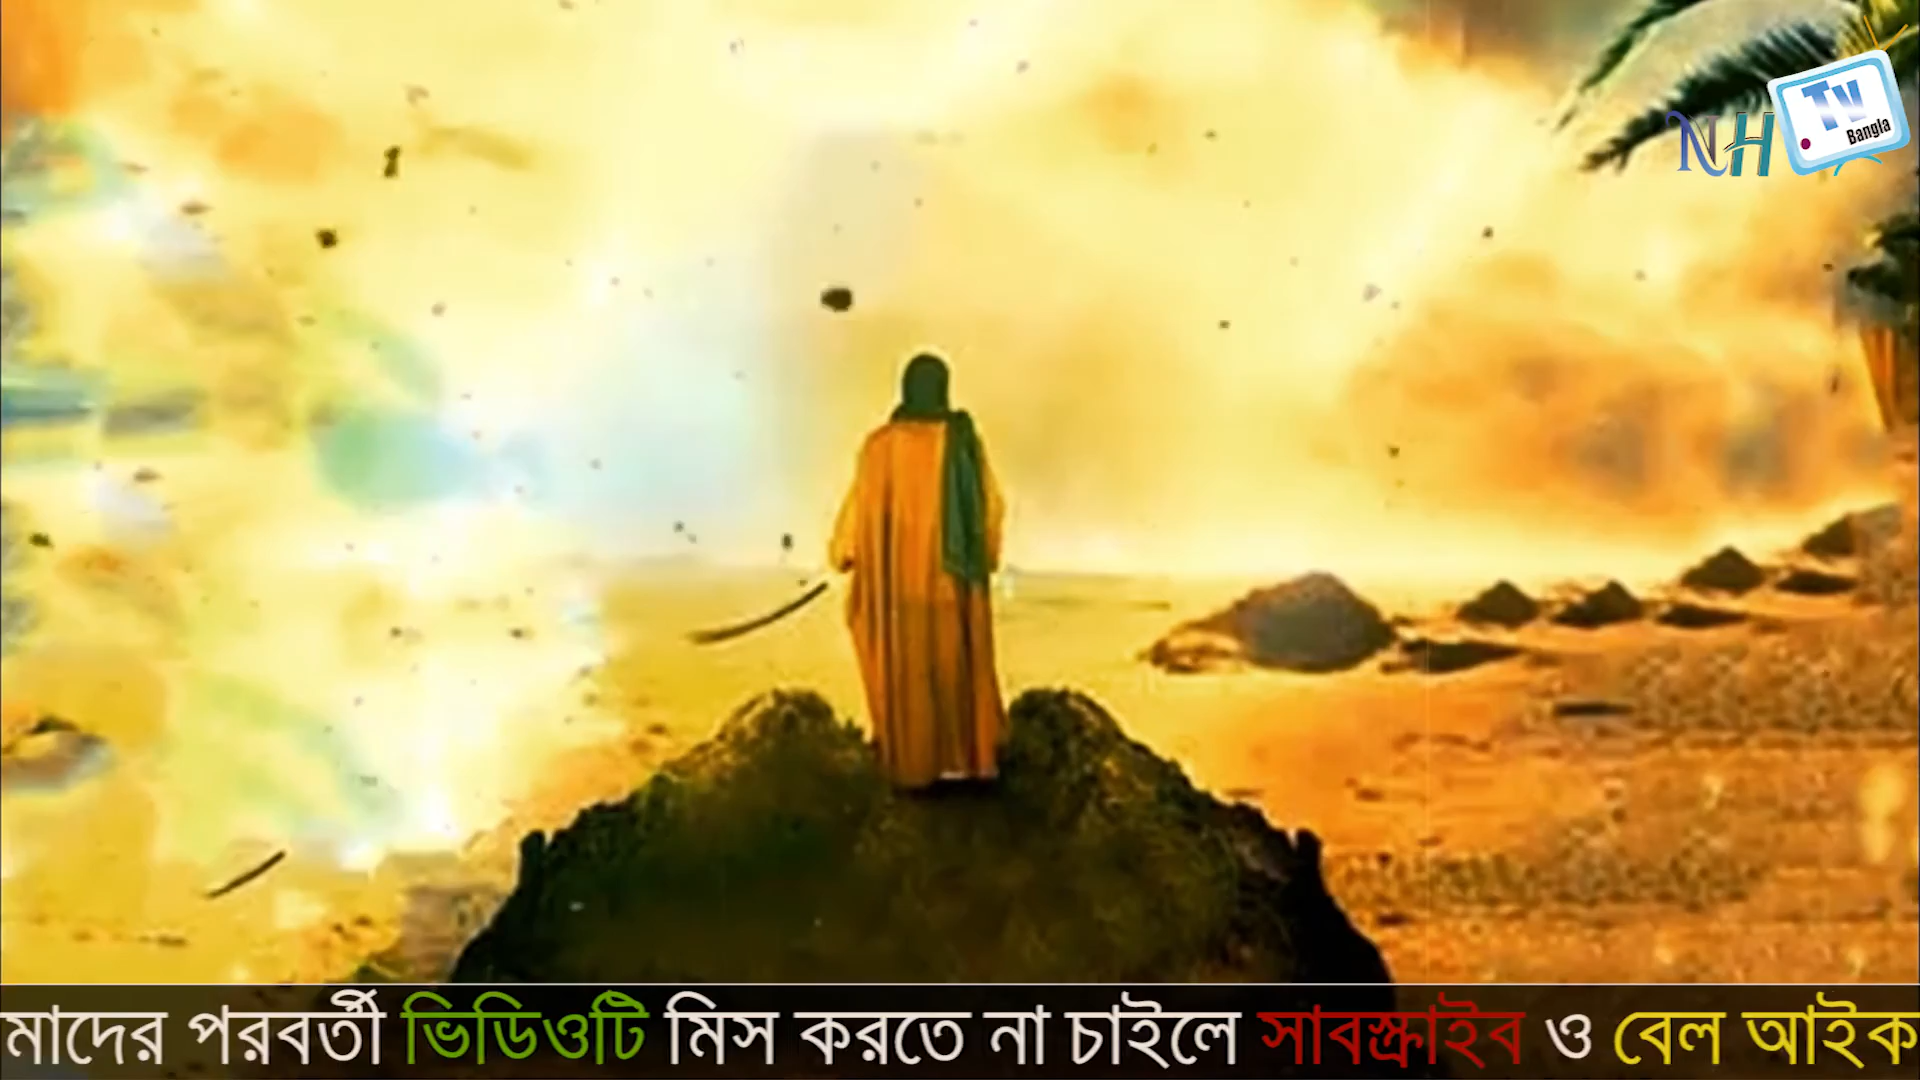 NH Tv
Bangla
মাদের পরবর্তী ভিডিওটি মিস করতে না চাইলে সাবস্ক্রাইব ও বেল আইক